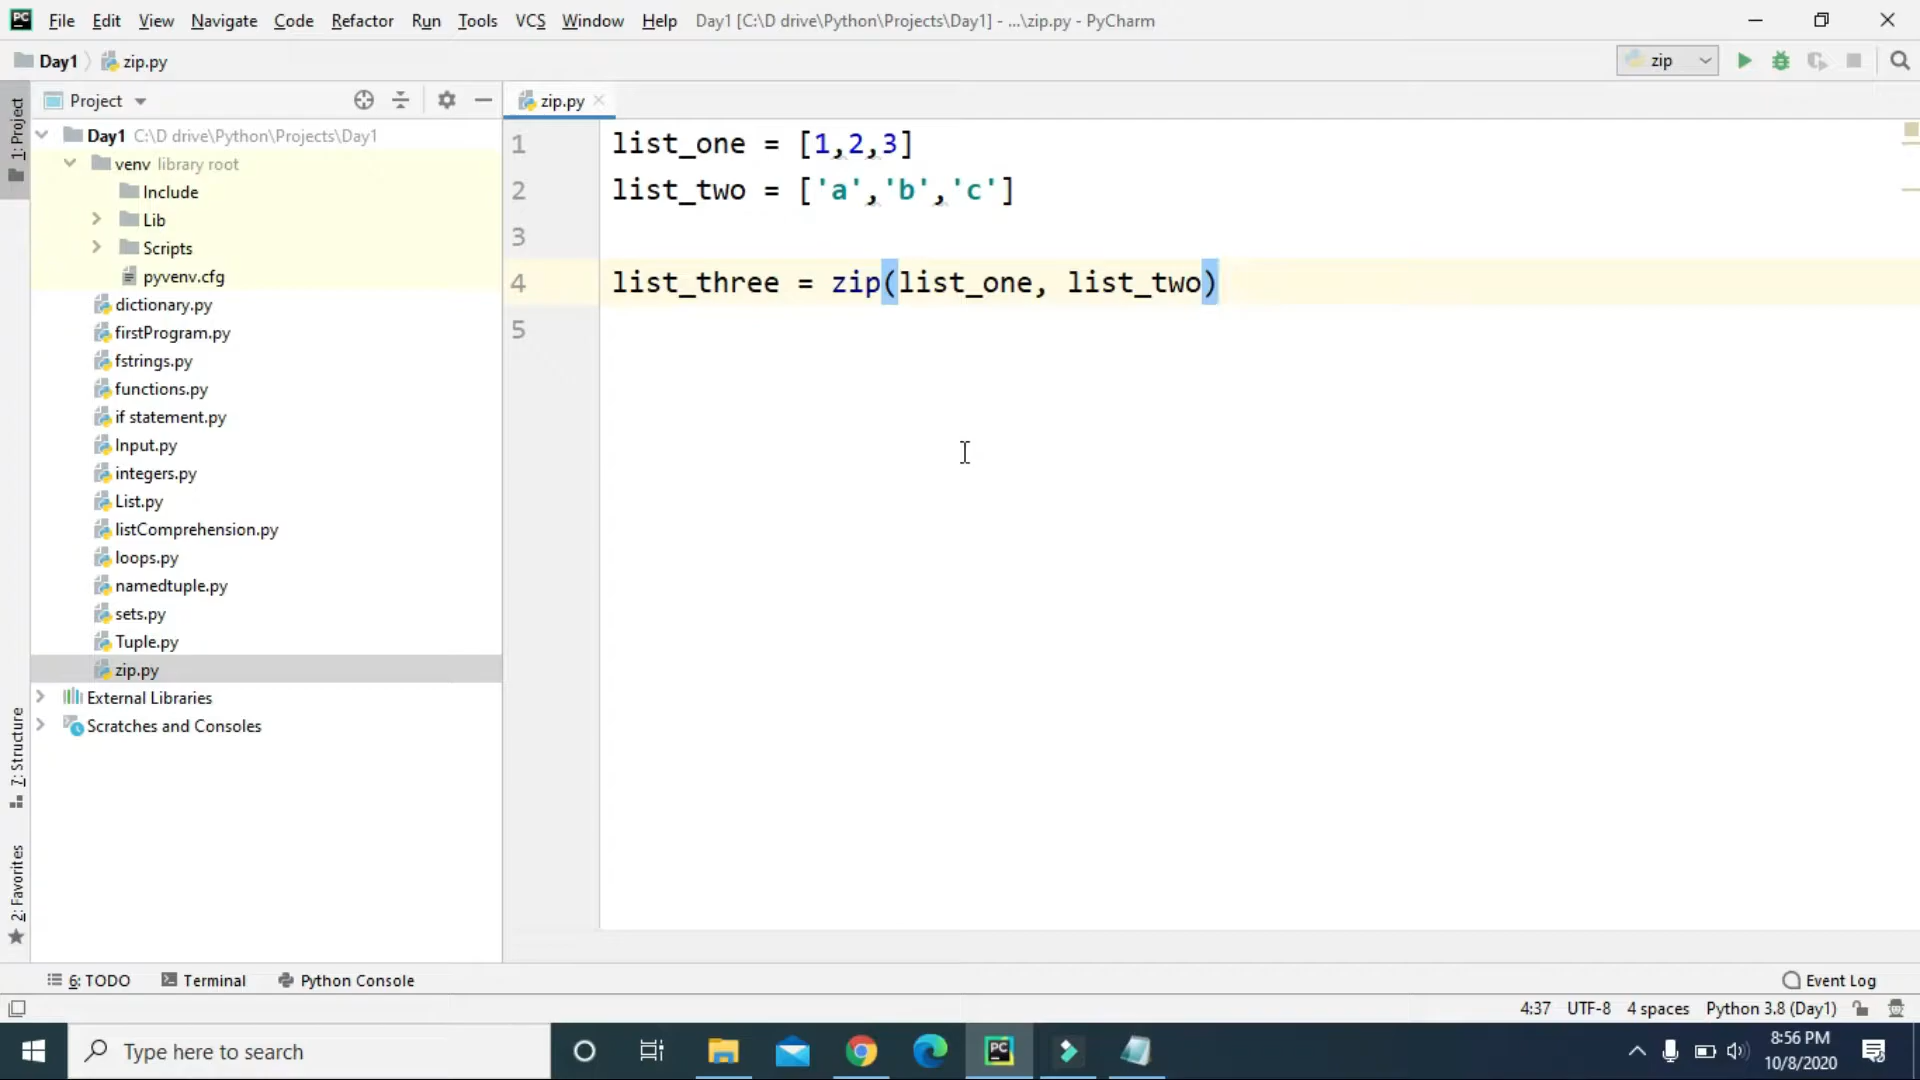 PC File Edit View Navigate Code Refactor Run Tools VCS Window Help Day1 [C:\D drive\Python\Projects\Day1] - ...\zip.py - PyCharm
Day1 zip.py zip
Project
zip.py
1: Project
Day1 C:\D drive\Python\Projects\Day1
venv library root
Include
Lib
Scripts
pyvenv.cfg
dictionary.py
firstProgram.py
fstrings.py
functions.py
if statement.py
Input.py
integers.py
List.py
listComprehension.py
loops.py
namedtuple.py
sets.py
Tuple.py
zip.py
External Libraries
Scratches and Consoles
7: Structure
2: Favorites
1 list_one = [1,2,3]
2 list_two = ['a','b','c']
3
4 list_three = zip(list_one, list_two)
5
6: TODO Terminal Python Console Event Log
4:37 UTF-8 4 spaces Python 3.8 (Day1)
Type here to search PC 8:56 PM
10/8/2020